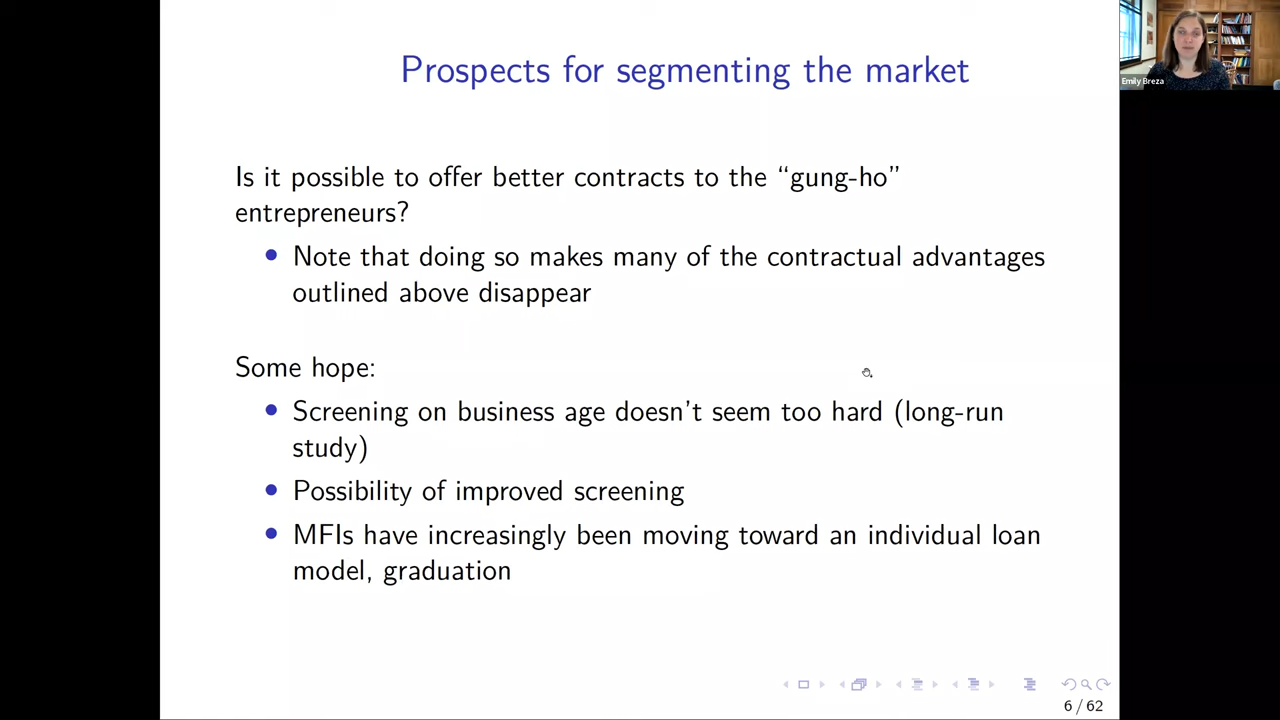 Prospects for segmenting the market
Emily Breza
Is it possible to offer better contracts to the “gung-ho”
entrepreneurs?
Note that doing so makes many of the contractual advantages
outlined above disappear
Some hope:
Screening on business age doesn’t seem too hard (long-run
study)
Possibility of improved screening
MFIs have increasingly been moving toward an individual loan
model, graduation
6 / 62